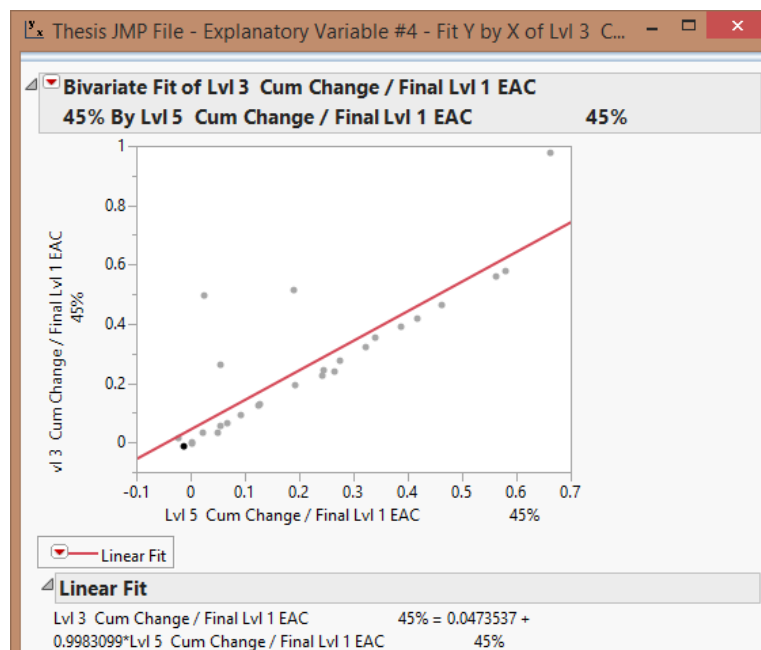 Thesis JMP File - Explanatory Variable #4 - Fit Y by X of Lvl 3 C...
Bivariate Fit of Lvl 3 Cum Change / Final Lvl 1 EAC
45% By Lvl 5 Cum Change / Final Lvl 1 EAC 45%
vl 3 Cum Change / Final Lvl 1 EAC
45%
1
0.8
0.6
0.4
0.2
0
-0.1 0 0.1 0.2 0.3 0.4 0.5 0.6 0.7
Lvl 5 Cum Change / Final Lvl 1 EAC 45%
Linear Fit
Linear Fit
Lvl 3 Cum Change / Final Lvl 1 EAC 45% = 0.0473537 +
0.9983099*Lvl 5 Cum Change / Final Lvl 1 EAC 45%